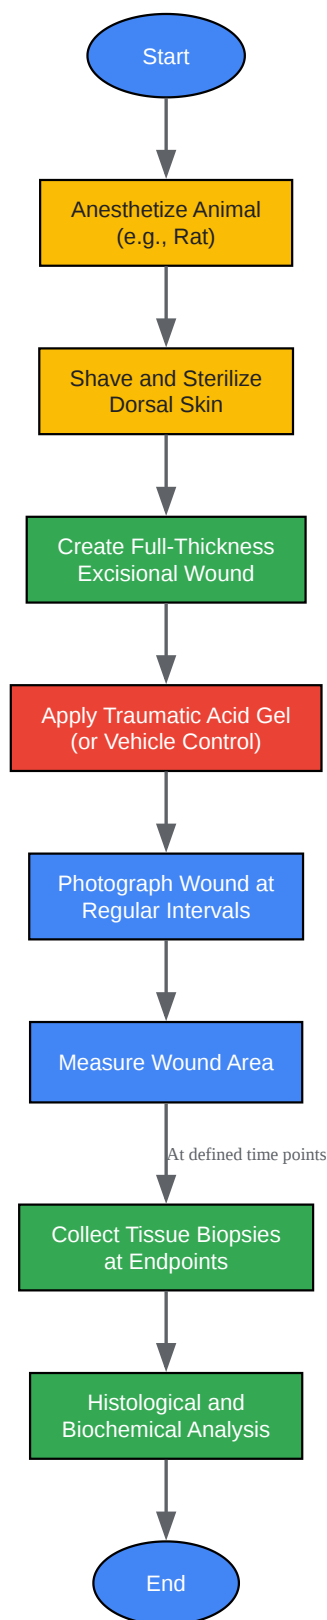 Start
Anesthetize Animal
(e.g., Rat)
Shave and Sterilize
Dorsal Skin
Create Full-Thickness
Excisional Wound
Apply Traumatic Acid Gel
(or Vehicle Control)
Photograph Wound at
Regular Intervals
Measure Wound Area
At defined time points
Collect Tissue Biopsies
at Endpoints
Histological and
Biochemical Analysis
End